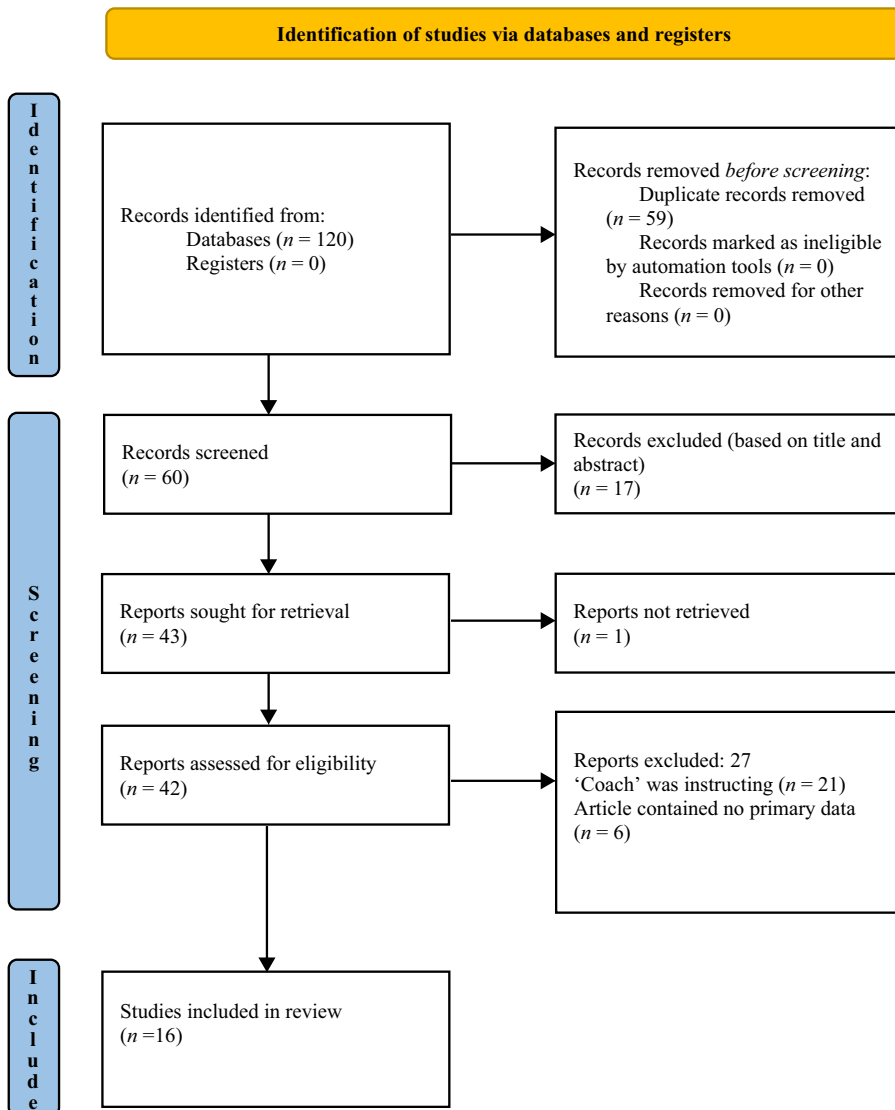 Identification of studies via databases and registers
Identification
Records identified from:
Databases (n = 120)
Registers (n = 0)
Records removed before screening:
Duplicate records removed
(n = 59)
Records marked as ineligible
by automation tools (n = 0)
Records removed for other
reasons (n = 0)
Screening
Records screened
(n = 60)
Records excluded (based on title and
abstract)
(n = 17)
Reports sought for retrieval
(n = 43)
Reports not retrieved
(n = 1)
Reports assessed for eligibility
(n = 42)
Reports excluded: 27
‘Coach’ was instructing (n = 21)
Article contained no primary data
(n = 6)
Include
Studies included in review
(n =16)